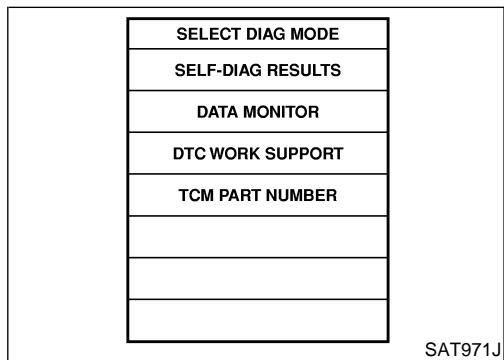 SELECT DIAG MODE
SELF-DIAG RESULTS
DATA MONITOR
DTC WORK SUPPORT
TCM PART NUMBER
SAT971J